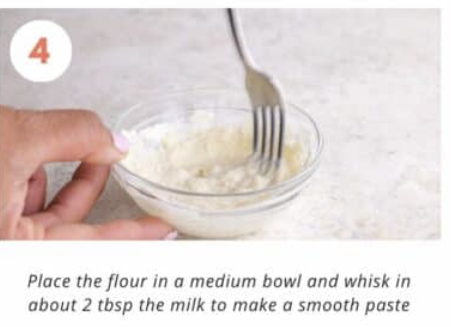 4
Place the flour in a medium bowl and whisk in
about 2 tbsp the milk to make a smooth paste